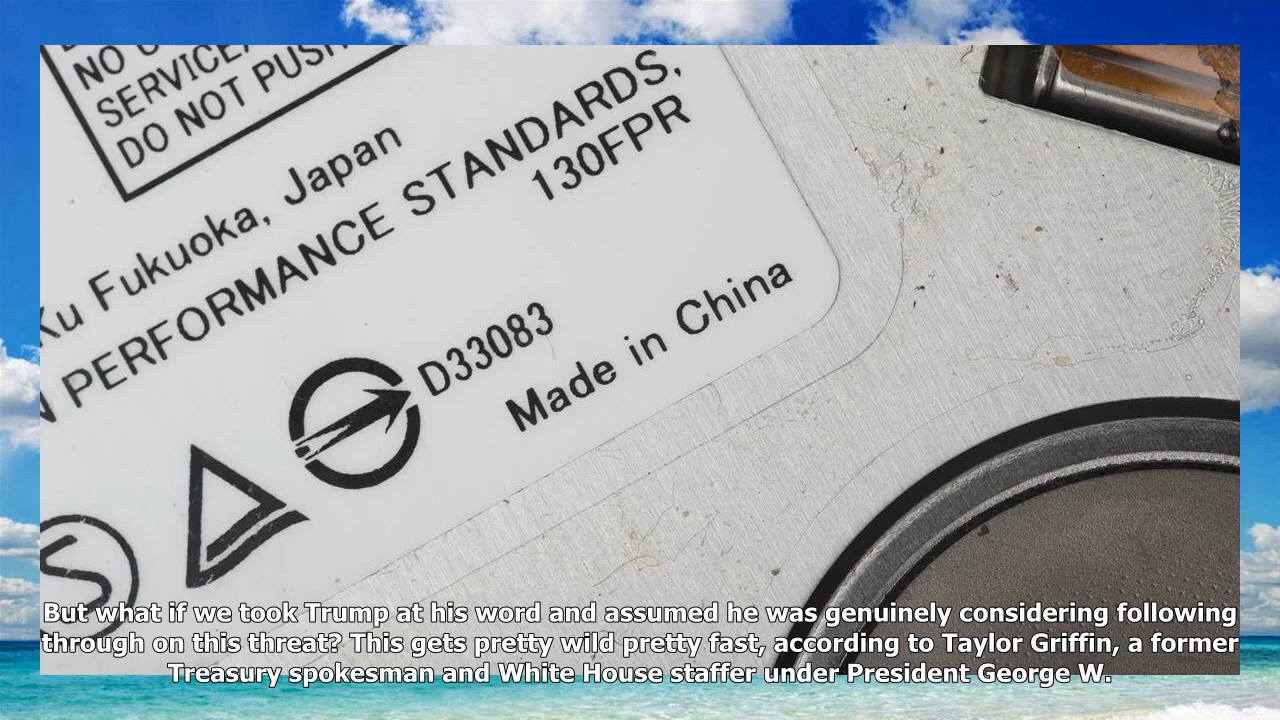 NO
SERVICE
DO NOT PUSH
Fukuoka, Japan
PERFORMANCE STANDARDS,
130FPR
D33083
Made in China
S
But what if we took Trump at his word and assumed he was genuinely considering following
through on this threat? This gets pretty wild pretty fast, according to Taylor Griffin, a former
Treasury spokesman and White House staffer under President George W.